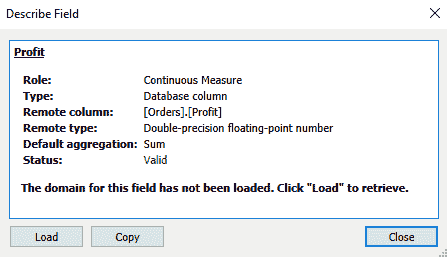 Describe Field
Profit
Role: Continuous Measure
Type: Database column
Remote column: [Orders].[Profit]
Remote type: Double-precision floating-point number
Default aggregation: Sum
Status: Valid
The domain for this field has not been loaded. Click "Load" to retrieve.
Load Copy Close